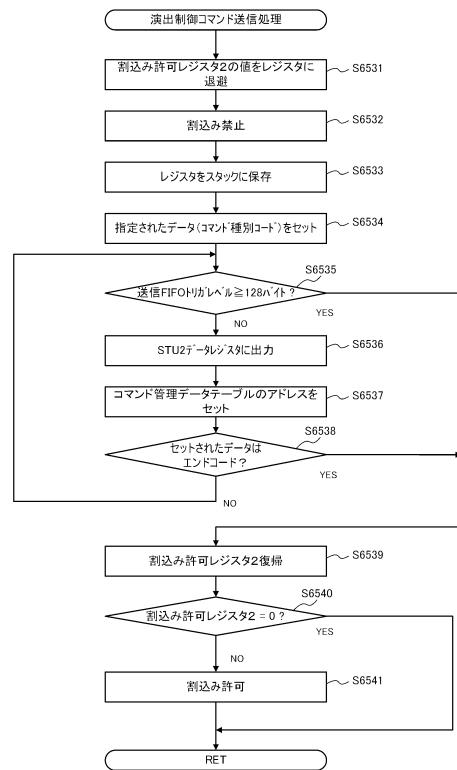 演出制御コマンド送信処理
割込み許可レジスタ2の値をレジスタに
退避
S6531
割込み禁止
S6532
レジスタをスタックに保存
S6533
指定されたデータ(コマンド種別コード)をセット
S6534
S6535
送信FIFOトリガレベル≧128バイト?
YES
NO
STU2データレジスタに出力
S6536
コマンド管理データテーブルのアドレスを
セット
S6537
S6538
セットされたデータは
エンドコード?
YES
NO
割込み許可レジスタ2復帰
S6539
S6540
割込み許可レジスタ2=0?
YES
NO
割込み許可
S6541
RET